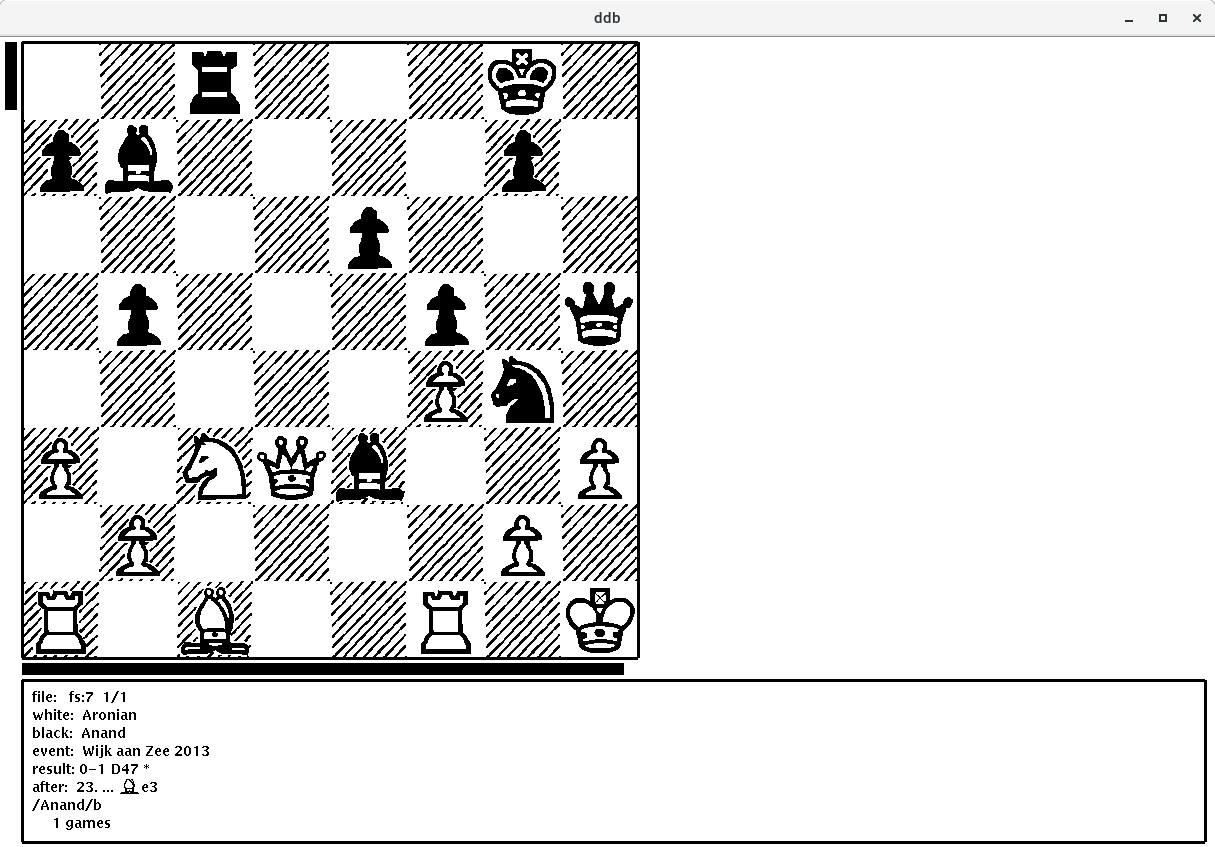 ddb
file: fs:7 1/1
white: Aronian
black: Anand
event: Wijk aan Zee 2013
result: 0-1 D47 *
after: 23. ... ♗e3
/Anand/b
1 games